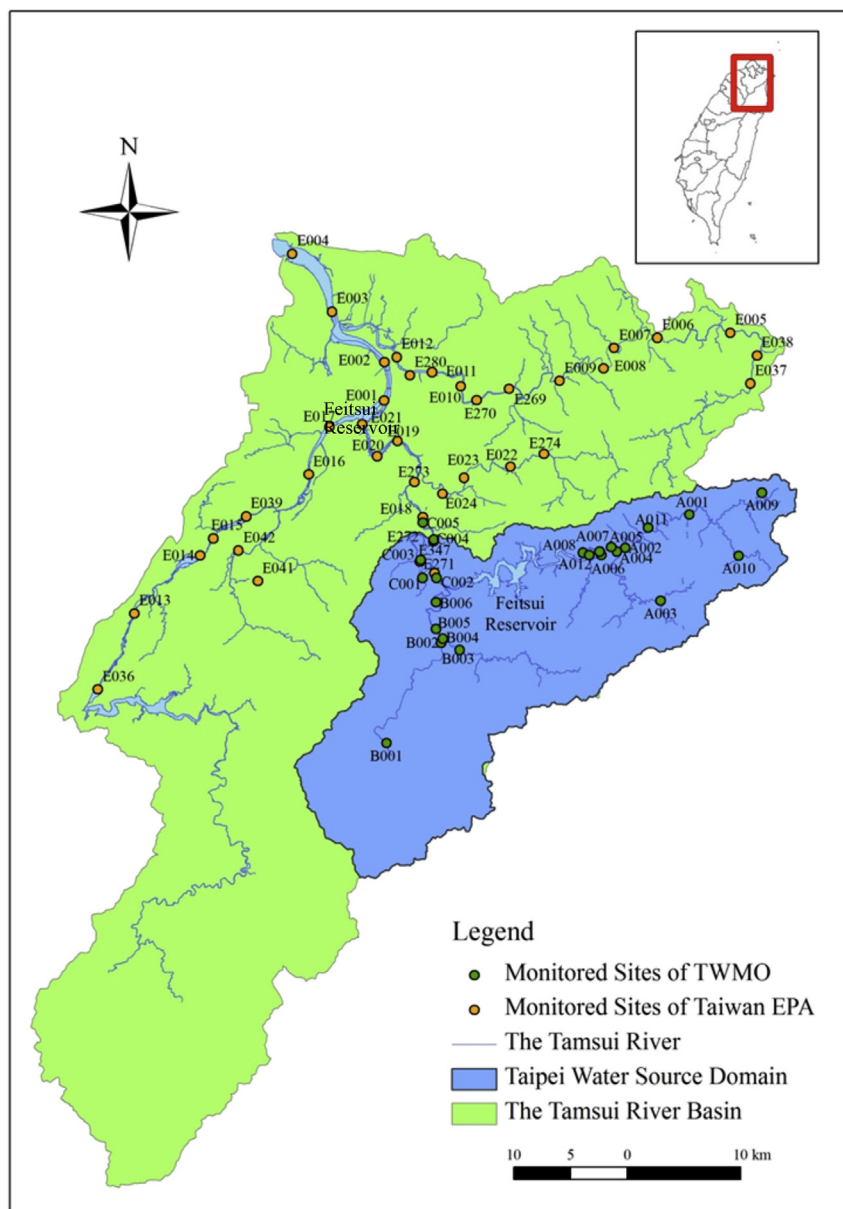 N
E004
E003
E005
E006
E007
E038
E012
E002
E280
E011
E009
E008
E037
E010
E269
E001
E270
Feitsui
E017
E021
Reservoir
E019
E020
E274
E016
E273
E023
E022
E024
A001
A009
E039
E018
C005
A011
E015
E272
C004
A007
A005
E042
E347
A008
A002
E014
C003
A004
A010
E271
A012
A006
E041
C001
C002
Feitsui
Reservoir
B006
A003
E013
B005
B004
B002
B003
E036
B001
Legend
Monitored Sites of TWMO
Monitored Sites of Taiwan EPA
The Tamsui River
Taipei Water Source Domain
The Tamsui River Basin
10 5 0 10 km